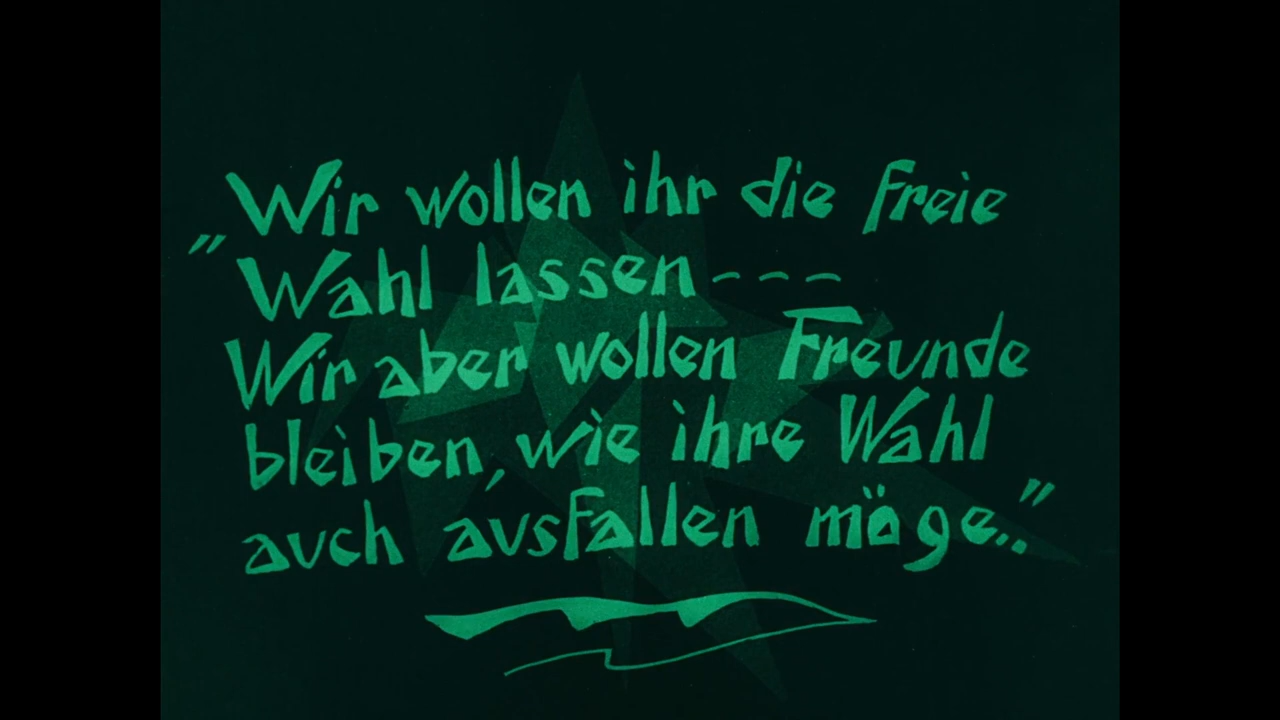 Wir wollen ihr die freie
„Wahl lassen - - -
Wir aber wollen Freunde
bleiben, wie ihre Wahl
auch ausfallen möge..”